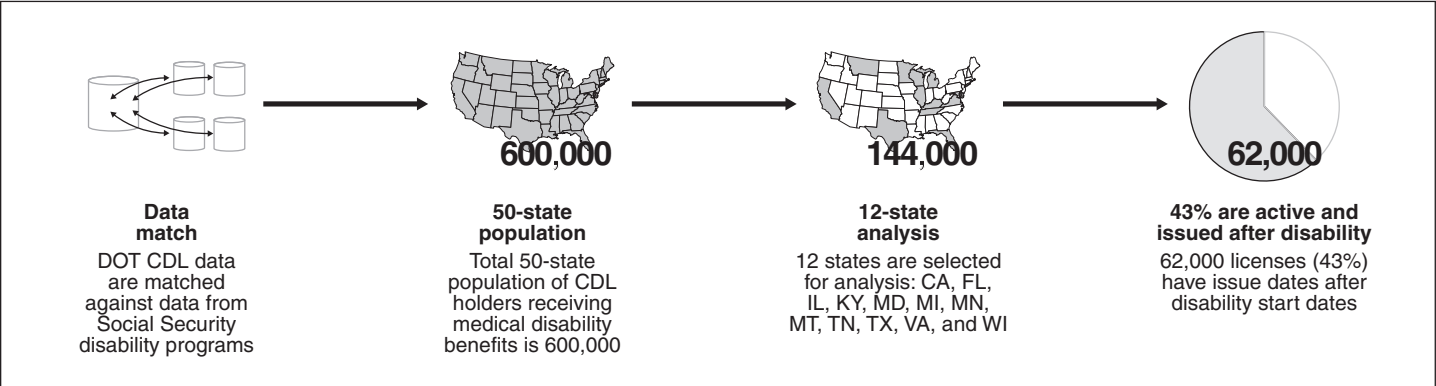 600,000
144,000
62,000
Data
match
DOT CDL data
are matched
against data from
Social Security
disability programs
50-state
population
Total 50-state
population of CDL
holders receiving
medical disability
benefits is 600,000
12-state
analysis
12 states are selected
for analysis: CA, FL,
IL, KY, MD, MI, MN,
MT, TN, TX, VA, and WI
43% are active and
issued after disability
62,000 licenses (43%)
have issue dates after
disability start dates